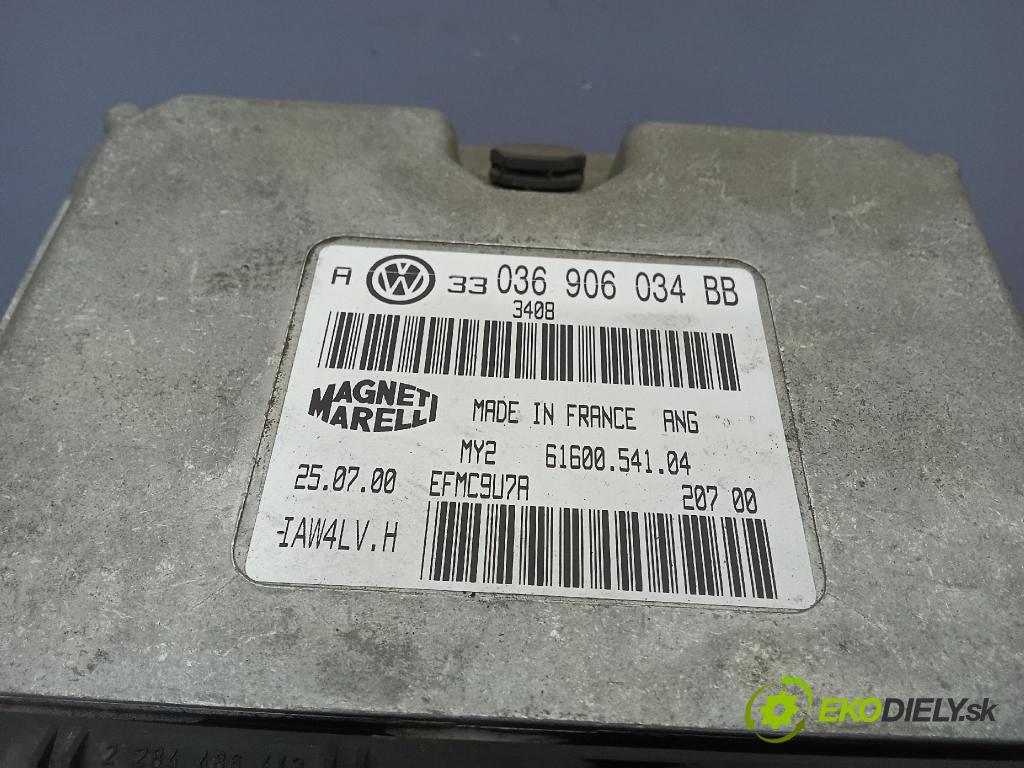 A VW 33 036 906 034 BB
3408
MAGNETI
MARELLI
MADE IN FRANCE ANG
MY2 61600.541.04
25.07.00 EFMC9U7A 207 00
IAW4LV.H
EKODIELY.sk